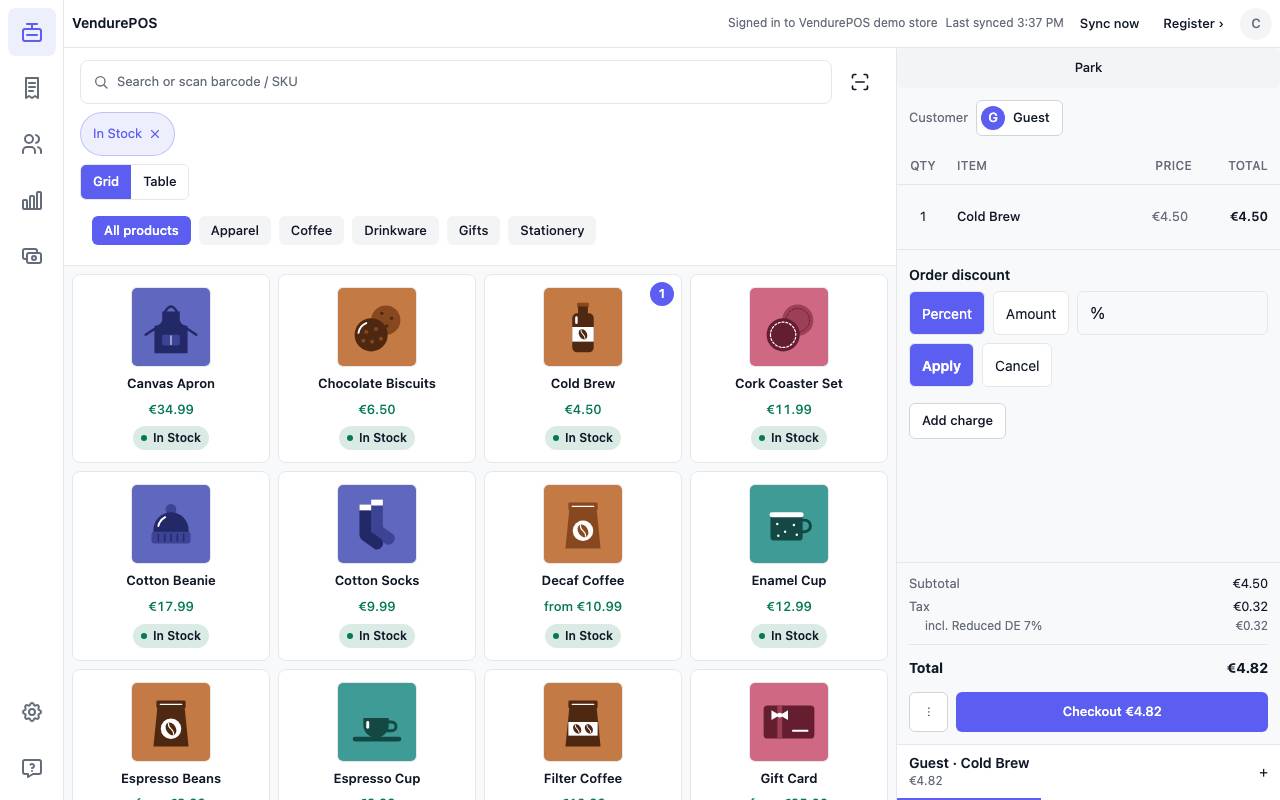 VendurePOS
Signed in to VendurePOS demo store Last synced 3:37 PM Sync now Register › C
Search or scan barcode / SKU
In Stock ×
Grid Table
All products Apparel Coffee Drinkware Gifts Stationery
Canvas Apron
€34.99
In Stock
Chocolate Biscuits
€6.50
In Stock
1
Cold Brew
€4.50
In Stock
Cork Coaster Set
€11.99
In Stock
Cotton Beanie
€17.99
In Stock
Cotton Socks
€9.99
In Stock
Decaf Coffee
from €10.99
In Stock
Enamel Cup
€12.99
In Stock
Espresso Beans
Espresso Cup
Filter Coffee
Gift Card
Park
Customer G Guest
QTY ITEM PRICE TOTAL
1 Cold Brew €4.50 €4.50
Order discount
Percent Amount %
Apply Cancel
Add charge
Subtotal €4.50
Tax €0.32
incl. Reduced DE 7% €0.32
Total €4.82
Checkout €4.82
Guest · Cold Brew
€4.82
+